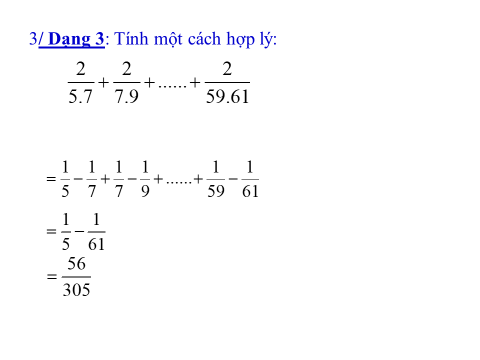 3/ Dạng 3: Tính một cách hợp lý:
2/5.7 + 2/7.9 + ...... + 2/59.61
= 1/5 − 1/7 + 1/7 − 1/9 + ...... + 1/59 − 1/61
= 1/5 − 1/61
= 56/305